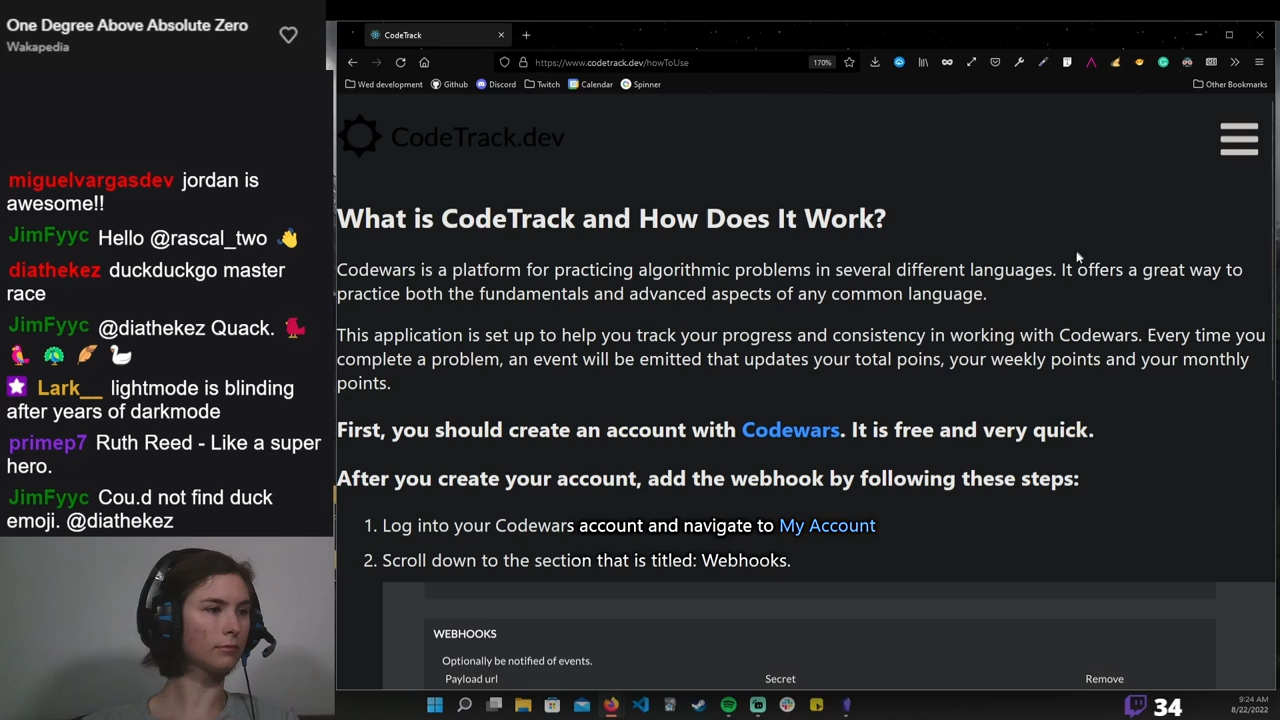 One Degree Above Absolute Zero
Wakapedia
miguelvargasdev jordan is
awesome!!
JimFyyc Hello @rascal_two
diathekez duckduckgo master
race
JimFyyc @diathekez Quack.
Lark__ lightmode is blinding
after years of darkmode
primep7 Ruth Reed - Like a super
hero.
JimFyyc Cou.d not find duck
emoji. @diathekez
CodeTrack
https://www.codetrack.dev/howToUse
170%
Wed development Github Discord Twitch Calendar Spinner Other Bookmarks
CodeTrack.dev
What is CodeTrack and How Does It Work?
Codewars is a platform for practicing algorithmic problems in several different languages. It offers a great way to
practice both the fundamentals and advanced aspects of any common language.
This application is set up to help you track your progress and consistency in working with Codewars. Every time you
complete a problem, an event will be emitted that updates your total poins, your weekly points and your monthly
points.
First, you should create an account with Codewars. It is free and very quick.
After you create your account, add the webhook by following these steps:
1. Log into your Codewars account and navigate to My Account
2. Scroll down to the section that is titled: Webhooks.
WEBHOOKS
Optionally be notified of events.
Payload url Secret Remove
34
9:24 AM
8/22/2022